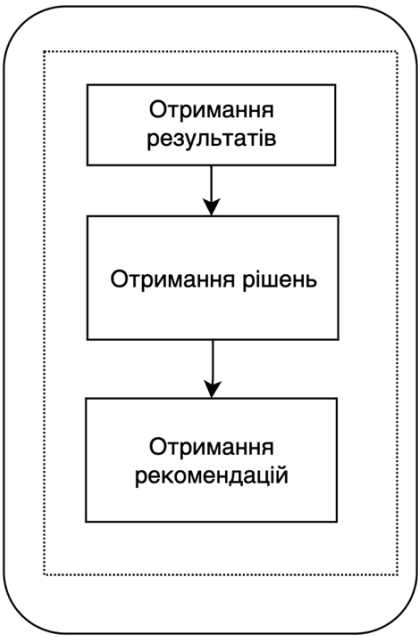 Отримання
результатів
Отримання рішень
Отримання
рекомендацій